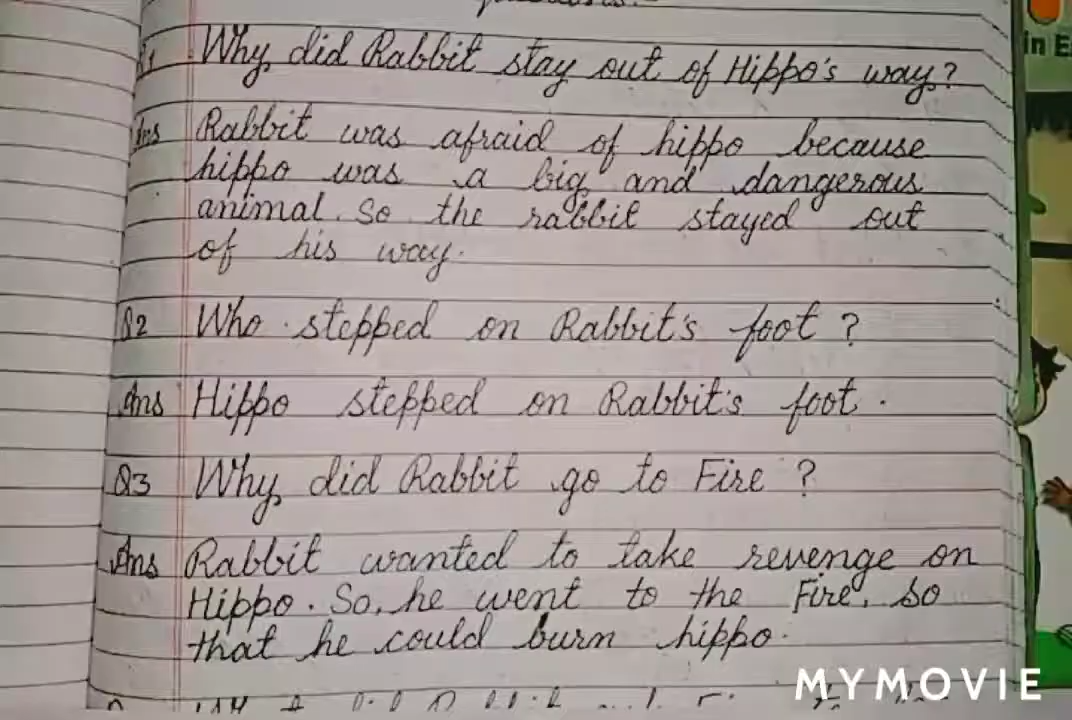 Why did Rabbit stay out of Hippo's way?
Ans Rabbit was afraid of hippo because
hippo was a big and dangerous
animal. So the rabbit stayed out
of his way.
Q2 Who stepped on Rabbit's foot?
Ans Hippo stepped on Rabbit's foot.
Q3 Why did Rabbit go to Fire?
Ans Rabbit wanted to take revenge on
Hippo. So, he went to the Fire, so
that he could burn hippo.
in E
MYMOVIE